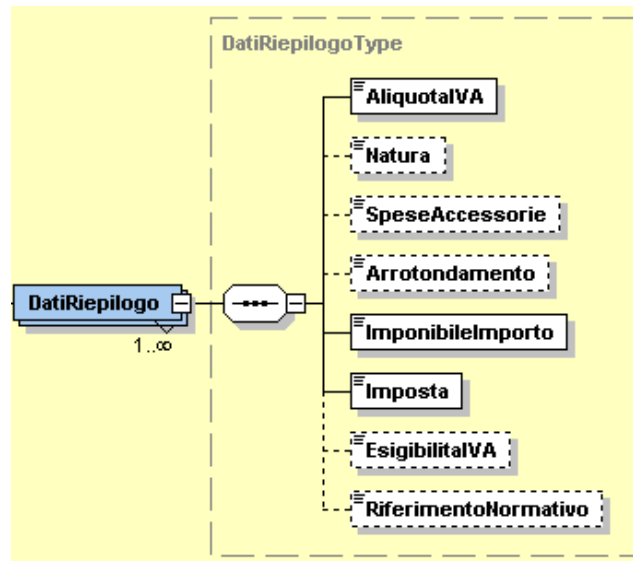 DatiRiepilogoType
AliquotaIVA
Natura
SpeseAccessorie
Arrotondamento
DatiRiepilogo
1..∞
ImponibileImporto
Imposta
EsigibilitaIVA
RiferimentoNormativo